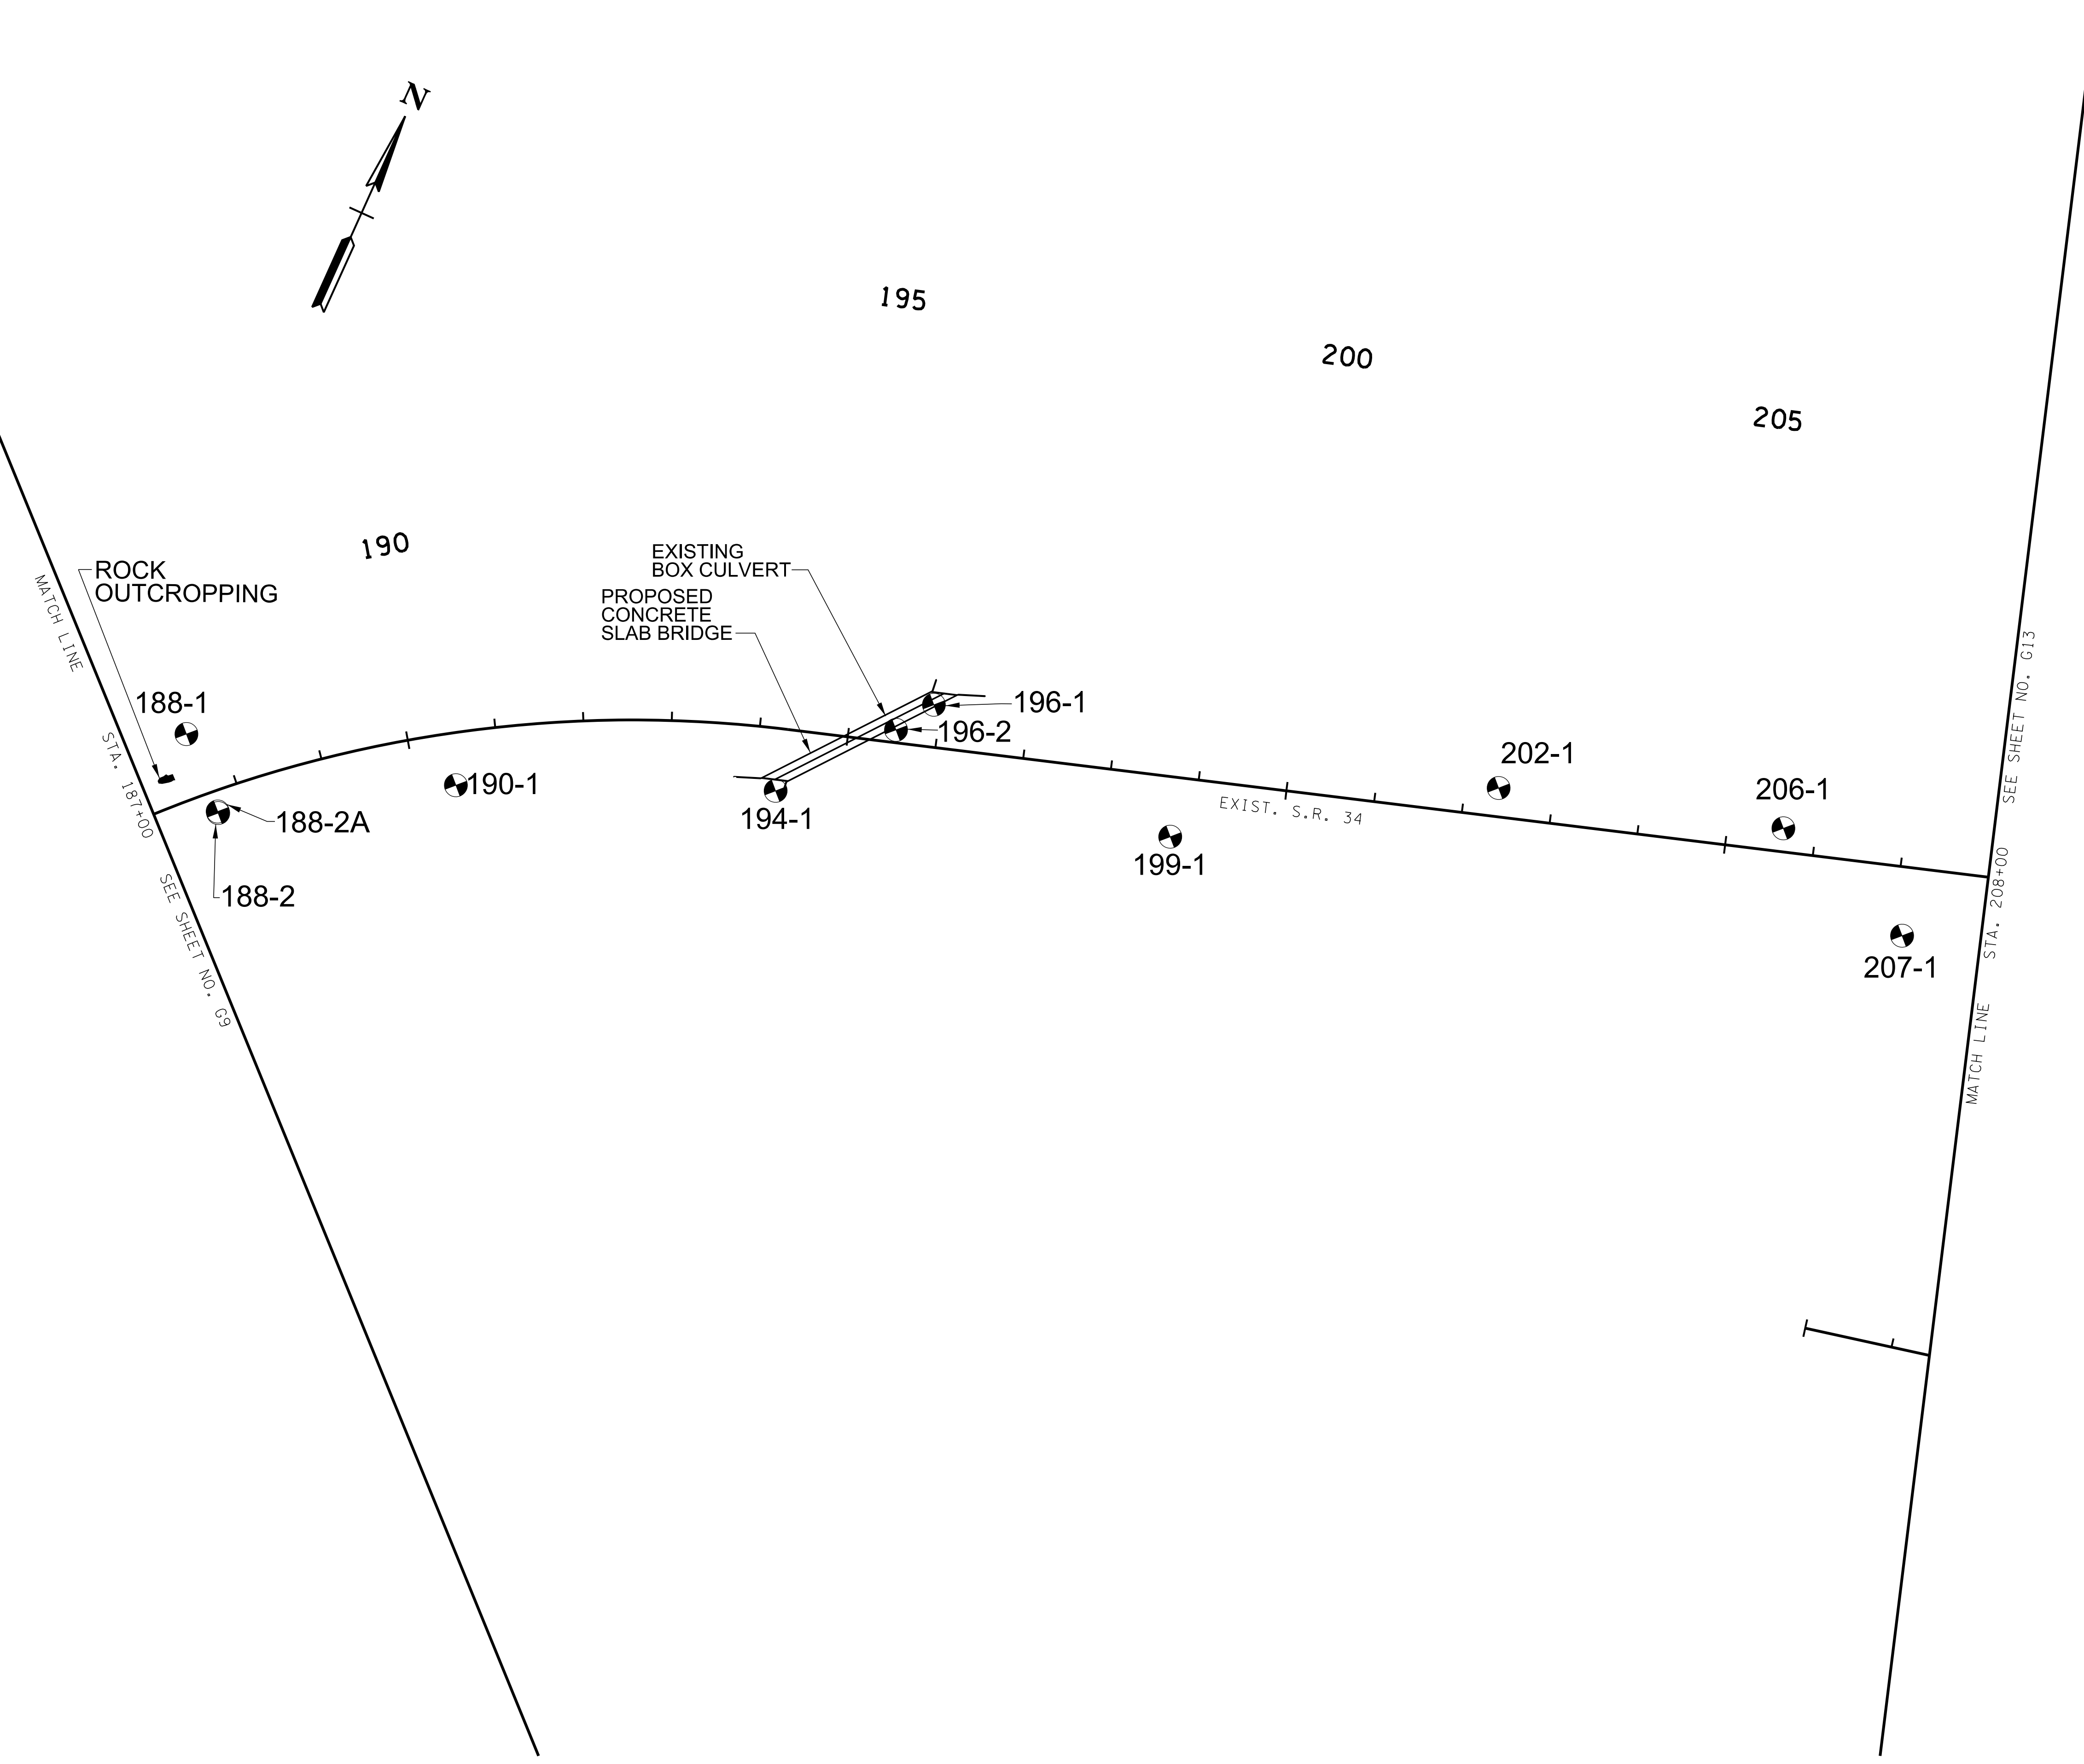 N
195
200
205
190
EXISTING
BOX CULVERT
PROPOSED
CONCRETE
SLAB BRIDGE
ROCK
OUTCROPPING
MATCH LINE
STA. 187+00
SEE SHEET NO. G9
188-1
188-2A
188-2
190-1
194-1
196-1
196-2
199-1
EXIST. S.R. 34
202-1
206-1
207-1
SEE SHEET NO. G13
STA. 208+00
MATCH LINE